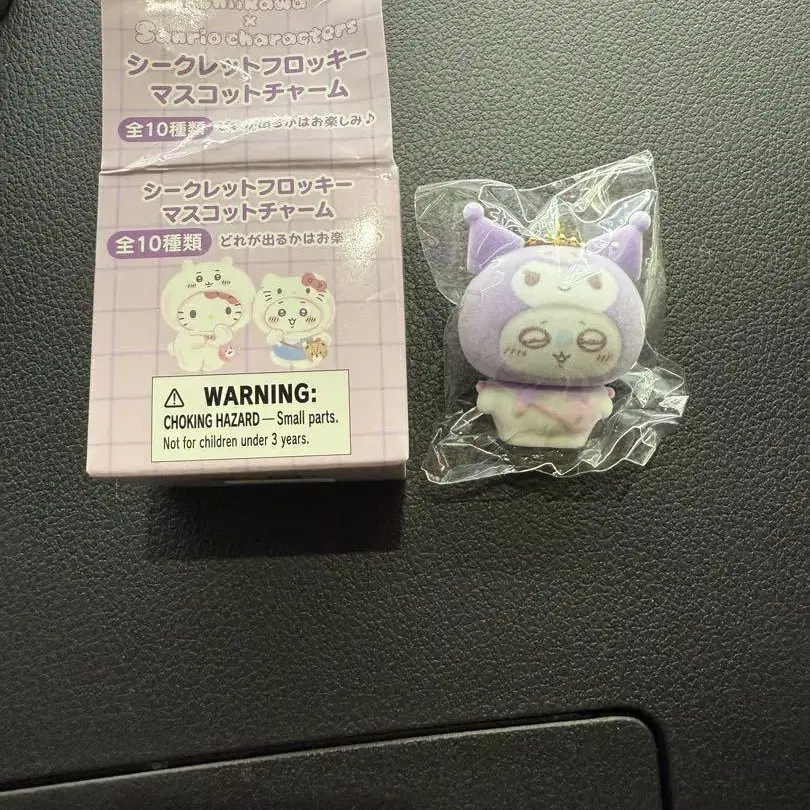 Chiikawa
×
Sanrio characters
シークレットフロッキー
マスコットチャーム
全10種類 どれが出るかはお楽しみ♪
シークレットフロッキー
マスコットチャーム
全10種類 どれが出るかはお楽
WARNING:
CHOKING HAZARD — Small parts.
Not for children under 3 years.